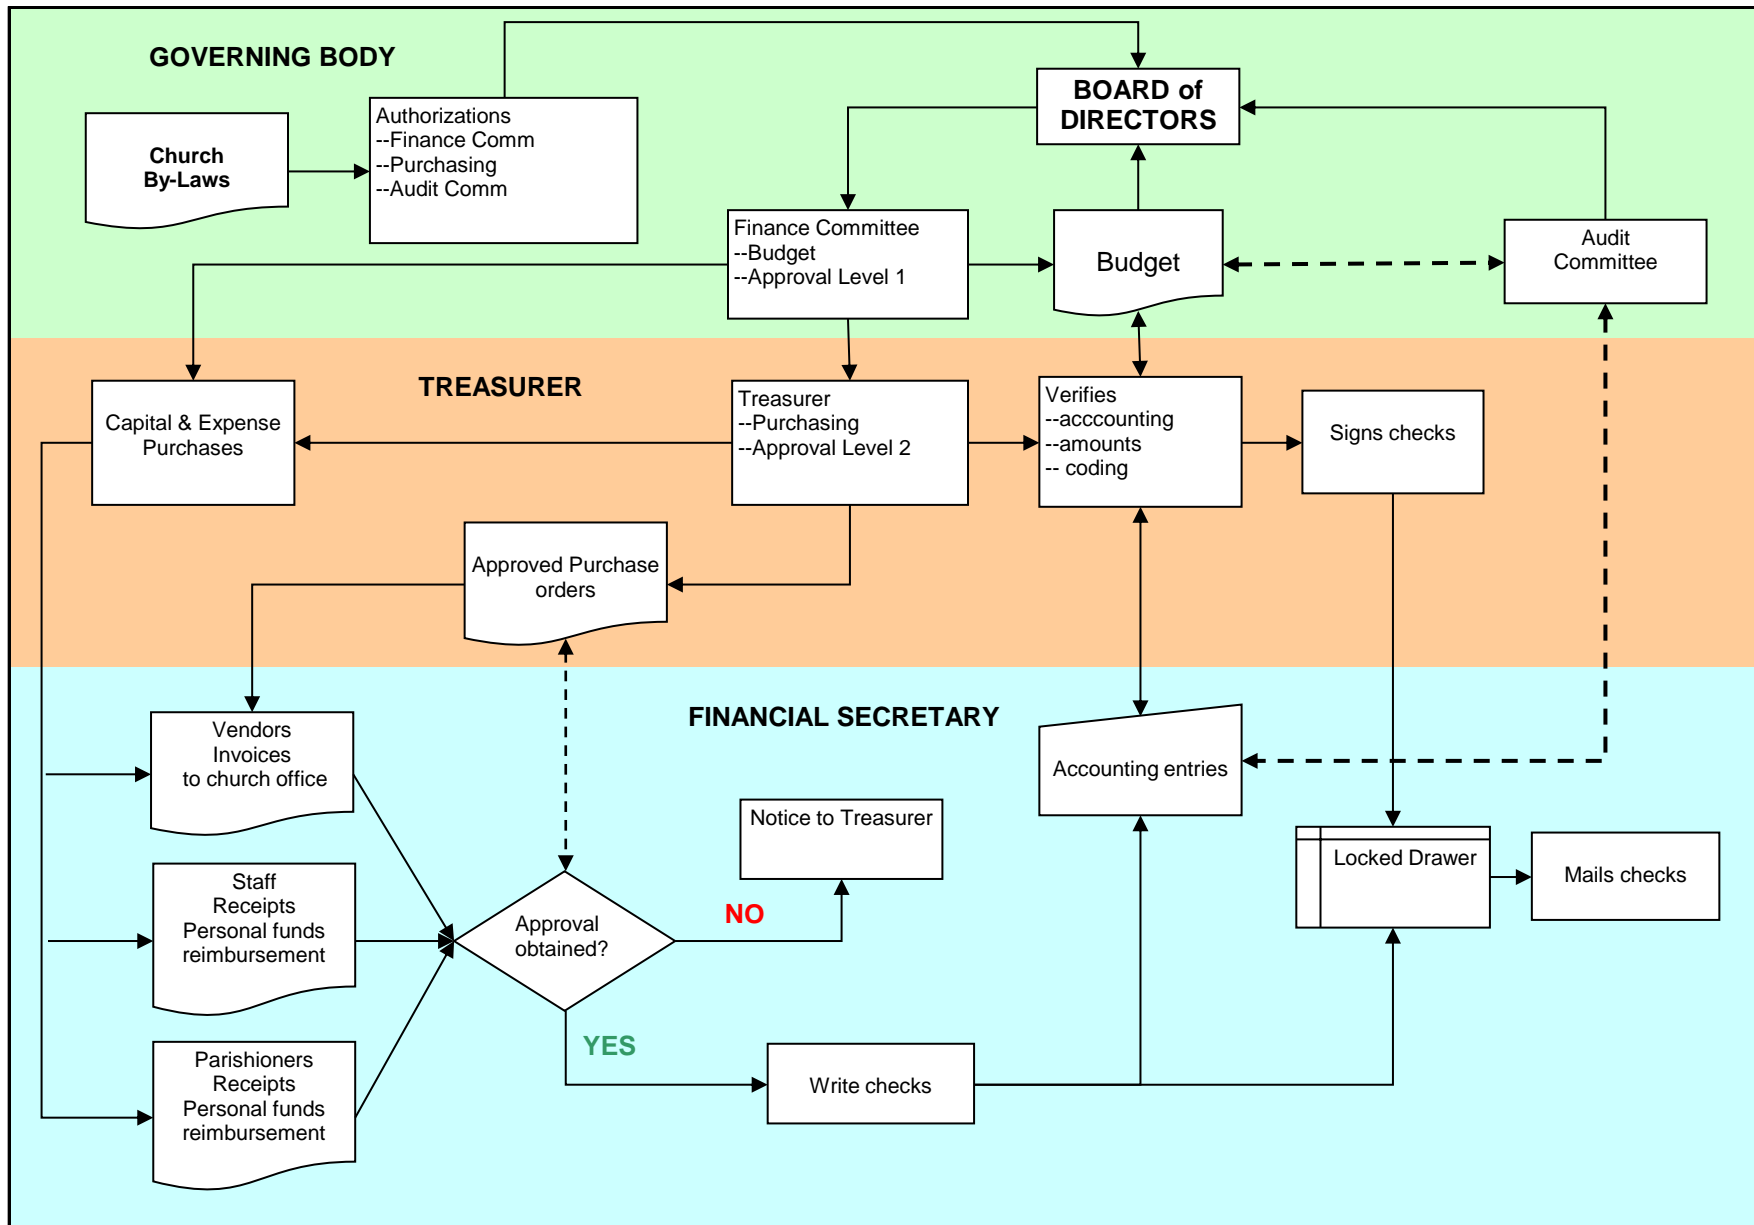 GOVERNING BODY
Church
By-Laws
Authorizations
--Finance Comm
--Purchasing
--Audit Comm
BOARD of
DIRECTORS
Finance Committee
--Budget
--Approval Level 1
Budget
Audit
Committee
TREASURER
Capital & Expense
Purchases
Treasurer
--Purchasing
--Approval Level 2
Verifies
--acccounting
--amounts
-- coding
Signs checks
Approved Purchase
orders
FINANCIAL SECRETARY
Vendors
Invoices
to church office
Staff
Receipts
Personal funds
reimbursement
Parishioners
Receipts
Personal funds
reimbursement
Approval
obtained?
NO
YES
Notice to Treasurer
Write checks
Accounting entries
Locked Drawer
Mails checks